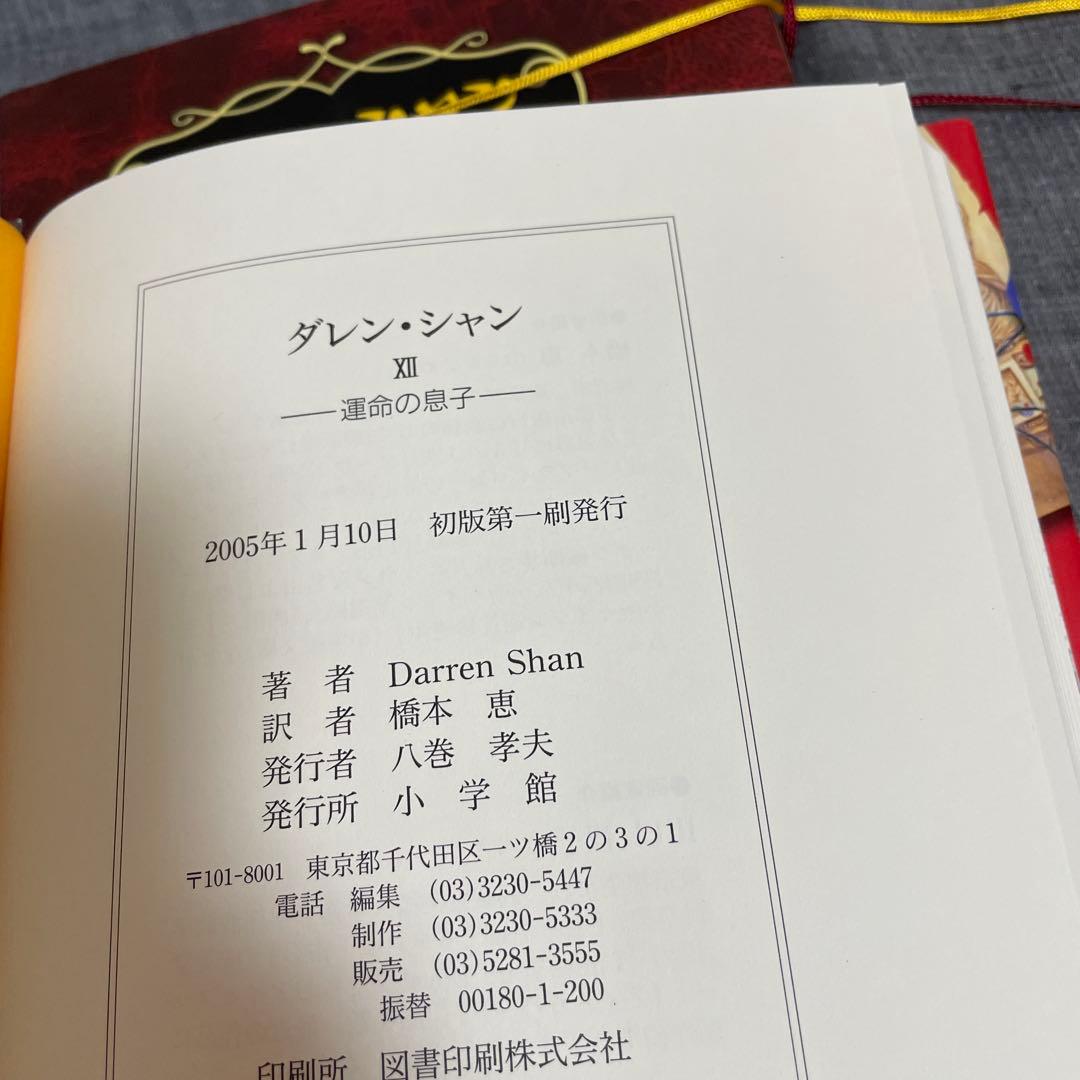 ダレン・シャン
XII
――運命の息子――
2005年1月10日 初版第一刷発行
著 者 Darren Shan
訳 者 橋本 恵
発行者 八巻 孝夫
発行所 小 学 館
〒101-8001 東京都千代田区一ツ橋2の3の1
電話 編集 (03)3230-5447
制作 (03)3230-5333
販売 (03)5281-3555
振替 00180-1-200
印刷所 図書印刷株式会社